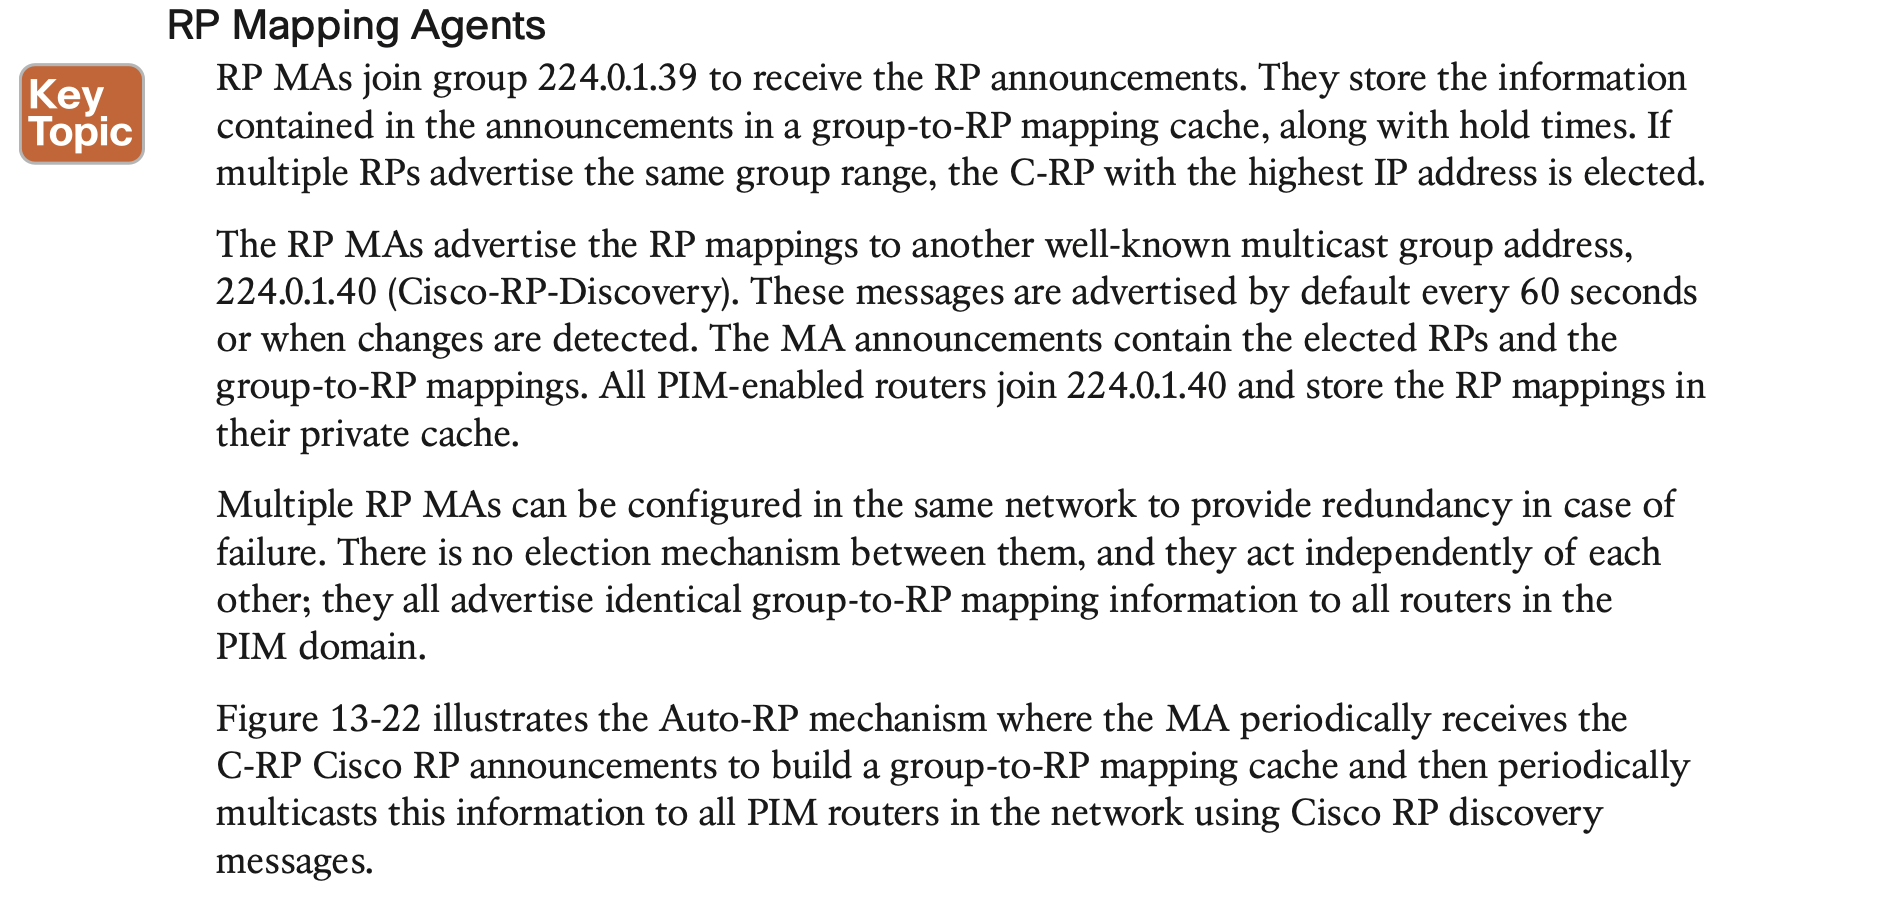 RP Mapping Agents
Key
Topic
RP MAs join group 224.0.1.39 to receive the RP announcements. They store the information
contained in the announcements in a group-to-RP mapping cache, along with hold times. If
multiple RPs advertise the same group range, the C-RP with the highest IP address is elected.
The RP MAs advertise the RP mappings to another well-known multicast group address,
224.0.1.40 (Cisco-RP-Discovery). These messages are advertised by default every 60 seconds
or when changes are detected. The MA announcements contain the elected RPs and the
group-to-RP mappings. All PIM-enabled routers join 224.0.1.40 and store the RP mappings in
their private cache.
Multiple RP MAs can be configured in the same network to provide redundancy in case of
failure. There is no election mechanism between them, and they act independently of each
other; they all advertise identical group-to-RP mapping information to all routers in the
PIM domain.
Figure 13-22 illustrates the Auto-RP mechanism where the MA periodically receives the
C-RP Cisco RP announcements to build a group-to-RP mapping cache and then periodically
multicasts this information to all PIM routers in the network using Cisco RP discovery
messages.